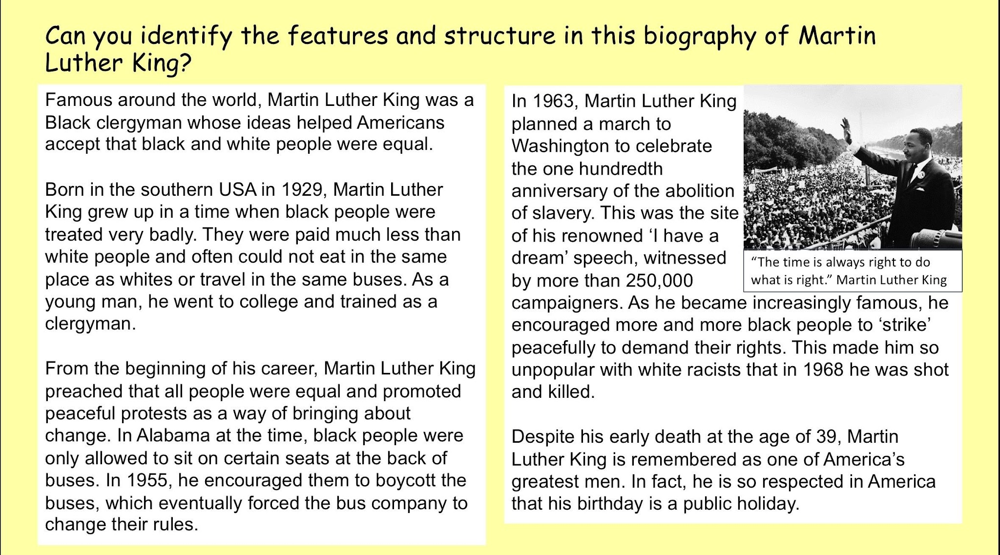 Can you identify the features and structure in this biography of Martin
Luther King?
Famous around the world, Martin Luther King was a
Black clergyman whose ideas helped Americans
accept that black and white people were equal.
Born in the southern USA in 1929, Martin Luther
King grew up in a time when black people were
treated very badly. They were paid much less than
white people and often could not eat in the same
place as whites or travel in the same buses. As a
young man, he went to college and trained as a
clergyman.
From the beginning of his career, Martin Luther King
preached that all people were equal and promoted
peaceful protests as a way of bringing about
change. In Alabama at the time, black people were
only allowed to sit on certain seats at the back of
buses. In 1955, he encouraged them to boycott the
buses, which eventually forced the bus company to
change their rules.
In 1963, Martin Luther King
planned a march to
Washington to celebrate
the one hundredth
anniversary of the abolition
of slavery. This was the site
of his renowned ‘I have a
dream’ speech, witnessed
by more than 250,000
campaigners. As he became increasingly famous, he
encouraged more and more black people to ‘strike’
peacefully to demand their rights. This made him so
unpopular with white racists that in 1968 he was shot
and killed.
Despite his early death at the age of 39, Martin
Luther King is remembered as one of America’s
greatest men. In fact, he is so respected in America
that his birthday is a public holiday.
“The time is always right to do
what is right.” Martin Luther King